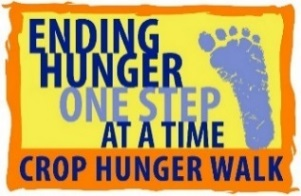 ENDING
HUNGER
ONE STEP
AT A TIME
CROP HUNGER WALK